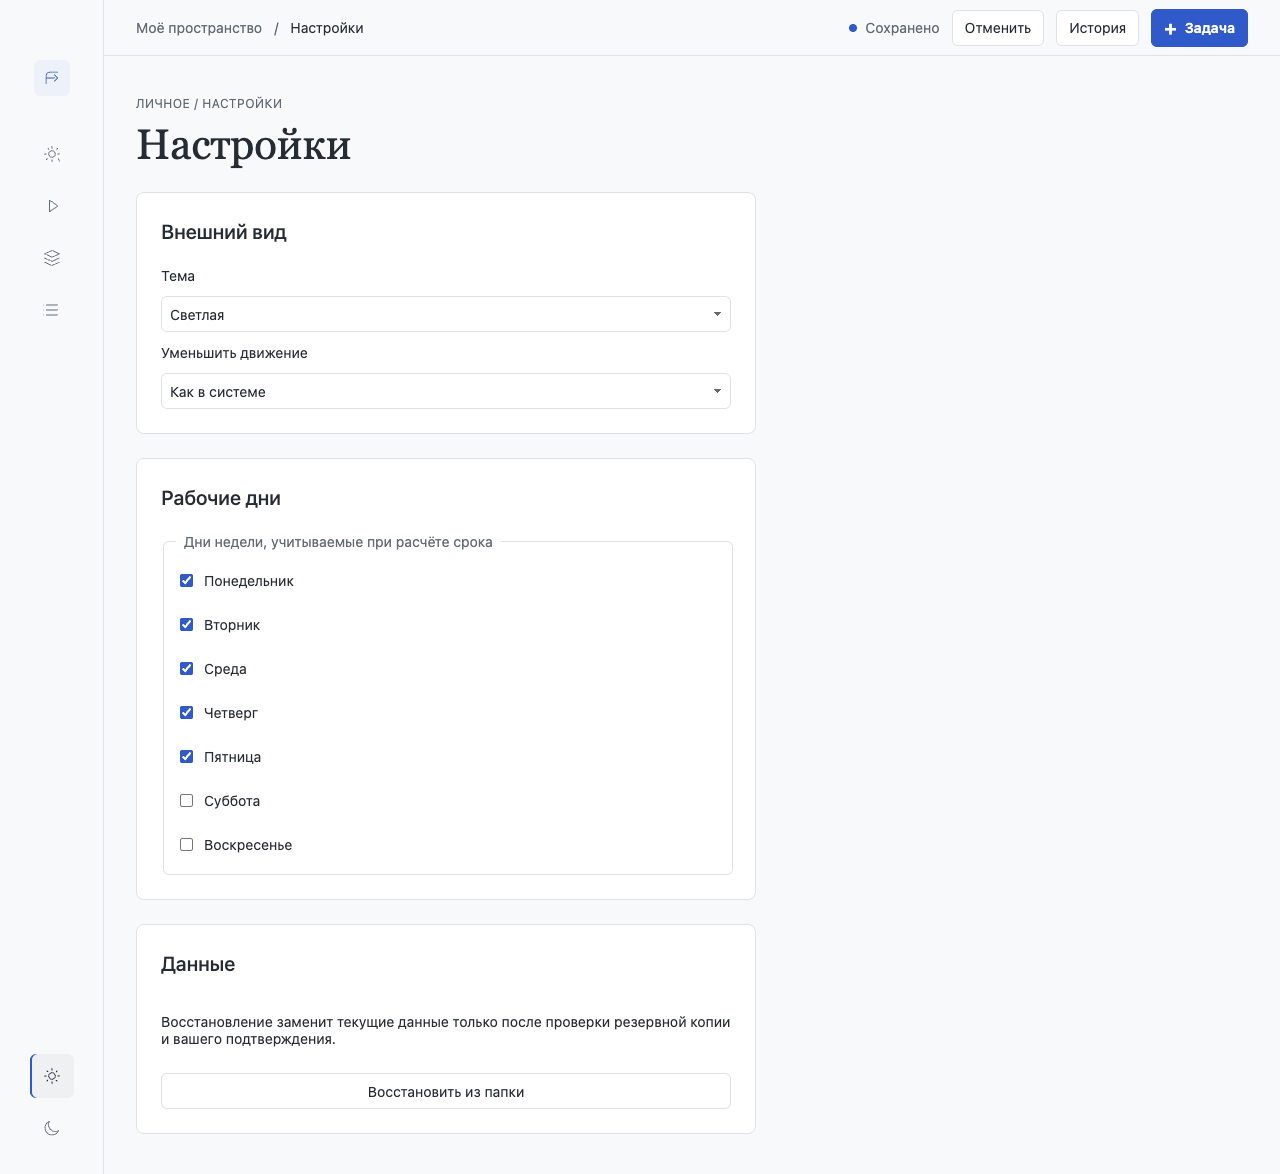 Моё пространство / Настройки
Сохранено
Отменить
История
+ Задача
ЛИЧНОЕ / НАСТРОЙКИ
Настройки
Внешний вид
Тема
Светлая
Уменьшить движение
Как в системе
Рабочие дни
Дни недели, учитываемые при расчёте срока
Понедельник
Вторник
Среда
Четверг
Пятница
Суббота
Воскресенье
Данные
Восстановление заменит текущие данные только после проверки резервной копии
и вашего подтверждения.
Восстановить из папки